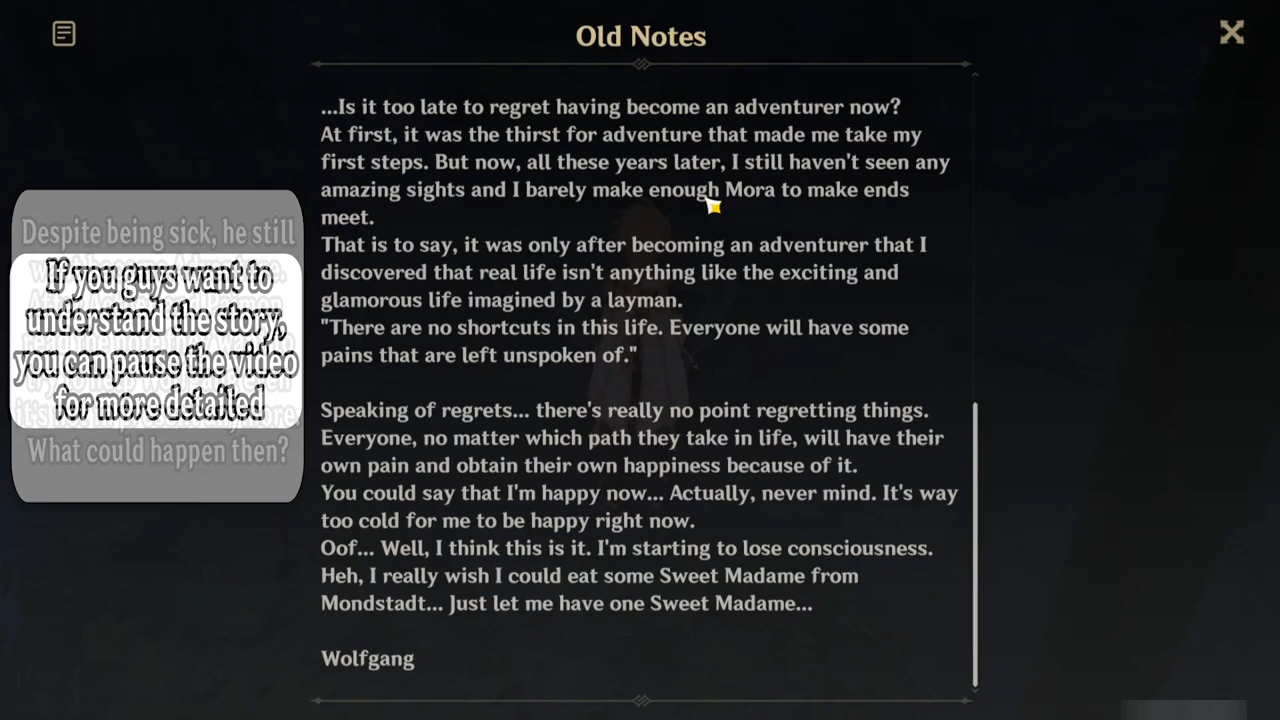 Old Notes
...Is it too late to regret having become an adventurer now?
At first, it was the thirst for adventure that made me take my
first steps. But now, all these years later, I still haven't seen any
amazing sights and I barely make enough Mora to make ends
meet.
That is to say, it was only after becoming an adventurer that I
discovered that real life isn't anything like the exciting and
glamorous life imagined by a layman.
"There are no shortcuts in this life. Everyone will have some
pains that are left unspoken of."
Speaking of regrets... there's really no point regretting things.
Everyone, no matter which path they take in life, will have their
own pain and obtain their own happiness because of it.
You could say that I'm happy now... Actually, never mind. It's way
too cold for me to be happy right now.
Oof... Well, I think this is it. I'm starting to lose consciousness.
Heh, I really wish I could eat some Sweet Madame from
Mondstadt... Just let me have one Sweet Madame...
Wolfgang
Despite being sick, he still
If you guys want to
understand the story,
you can pause the video
for more detailed
What could happen then?